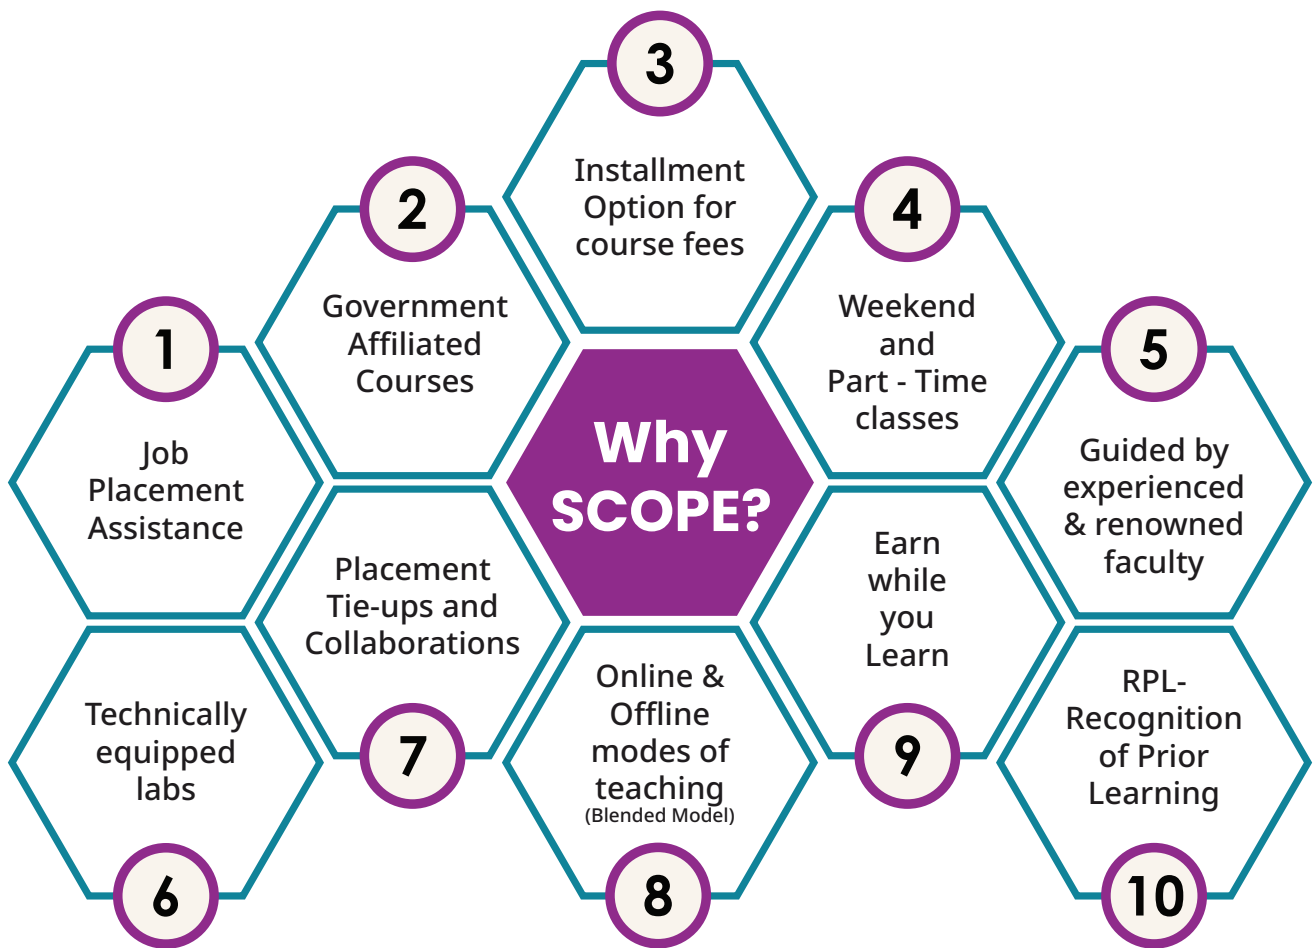 Why
SCOPE?
1
Job
Placement
Assistance
2
Government
Affiliated
Courses
3
Installment
Option for
course fees
4
Weekend
and
Part - Time
classes
5
Guided by
experienced
& renowned
faculty
6
Technically
equipped
labs
7
Placement
Tie-ups and
Collaborations
8
Online &
Offline
modes of
teaching
(Blended Model)
9
Earn
while
you
Learn
10
RPL-
Recognition
of Prior
Learning